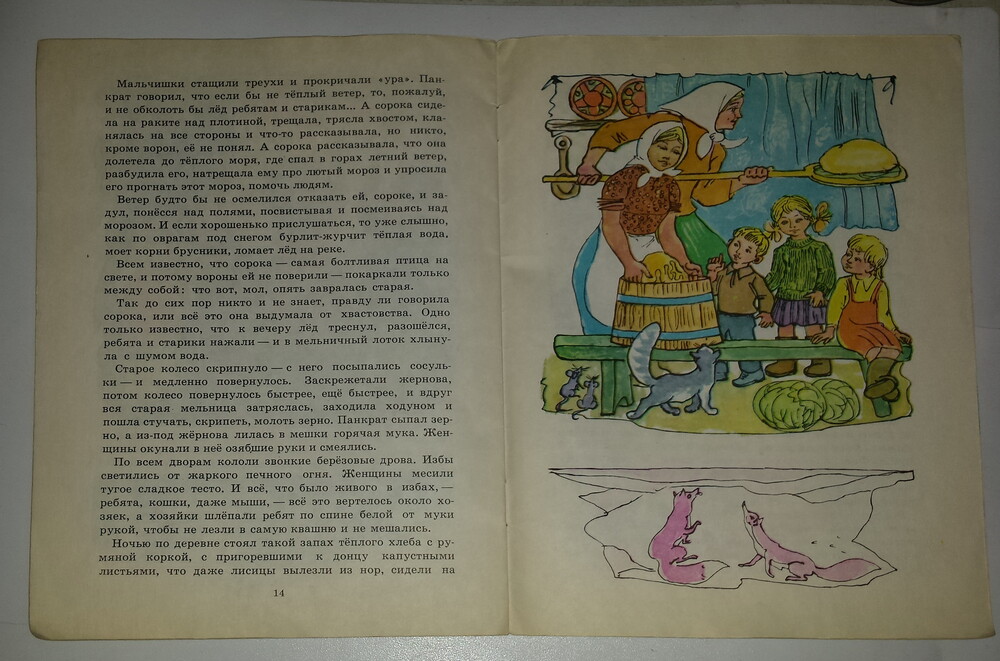 Мальчишки стащили треухи и прокричали «ура». Пан-
крат говорил, что если бы не тёплый ветер, то, пожалуй,
и не обколоть бы лёд ребятам и старикам... А сорока сиде-
ла на раките над плотиной, трещала, трясла хвостом, кла-
нялась на все стороны и что-то рассказывала, но никто,
кроме ворон, её не понял. А сорока рассказывала, что она
долетела до тёплого моря, где спал в горах летний ветер,
разбудила его, натрещала ему про лютый мороз и упросила
его прогнать этот мороз, помочь людям.
Ветер будто бы не осмелился отказать ей, сороке, и за-
дул, понёсся над полями, посвистывая и посмеиваясь над
морозом. И если хорошенько прислушаться, то уже слышно,
как по оврагам под снегом бурлит-журчит тёплая вода,
моет корни брусники, ломает лёд на реке.
Всем известно, что сорока — самая болтливая птица на
свете, и потому вороны ей не поверили — покаркали только
между собой: что вот, мол, опять завралась старая.
Так до сих пор никто и не знает, правду ли говорила
сорока, или всё это она выдумала от хвастовства. Одно
только известно, что к вечеру лёд треснул, разошёлся,
ребята и старики нажали — и в мельничный лоток хлыну-
ла с шумом вода.
Старое колесо скрипнуло — с него посыпались сосуль-
ки — и медленно повернулось. Заскрежетали жернова,
потом колесо повернулось быстрее, ещё быстрее, и вдруг
вся старая мельница затряслась, заходила ходуном и
пошла стучать, скрипеть, молоть зерно. Панкрат сыпал зер-
но, а из-под жёрнова лилась в мешки горячая мука. Жен-
щины окунали в неё озябшие руки и смеялись.
По всем дворам кололи звонкие берёзовые дрова. Избы
светились от жаркого печного огня. Женщины месили
тугое сладкое тесто. И всё, что было живого в избах, —
ребята, кошки, даже мыши, — всё это вертелось около хо-
зяек, а хозяйки шлёпали ребят по спине белой от муки
рукой, чтобы не лезли в самую квашню и не мешались.
Ночью по деревне стоял такой запах тёплого хлеба с ру-
мяной коркой, с пригоревшими к донцу капустными
листьями, что даже лисицы вылезли из нор, сидели на
14